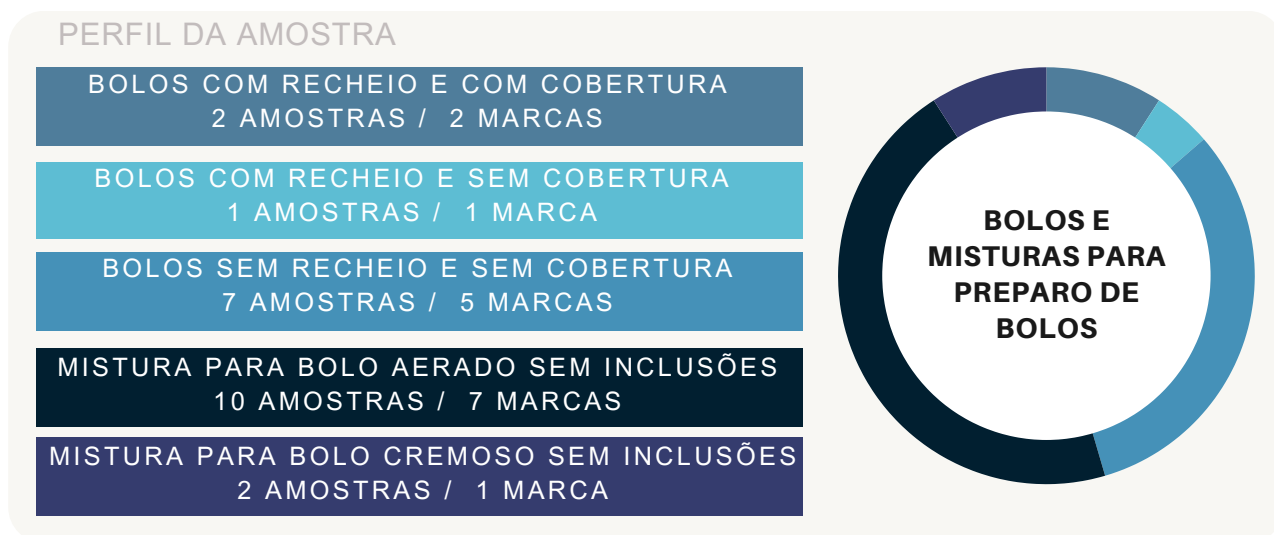 PERFIL DA AMOSTRA
BOLOS COM RECHEIO E COM COBERTURA
2 AMOSTRAS / 2 MARCAS
BOLOS COM RECHEIO E SEM COBERTURA
1 AMOSTRAS / 1 MARCA
BOLOS SEM RECHEIO E SEM COBERTURA
7 AMOSTRAS / 5 MARCAS
MISTURA PARA BOLO AERADO SEM INCLUSÕES
10 AMOSTRAS / 7 MARCAS
MISTURA PARA BOLO CREMOSO SEM INCLUSÕES
2 AMOSTRAS / 1 MARCA
BOLOS E
MISTURAS PARA
PREPARO DE
BOLOS